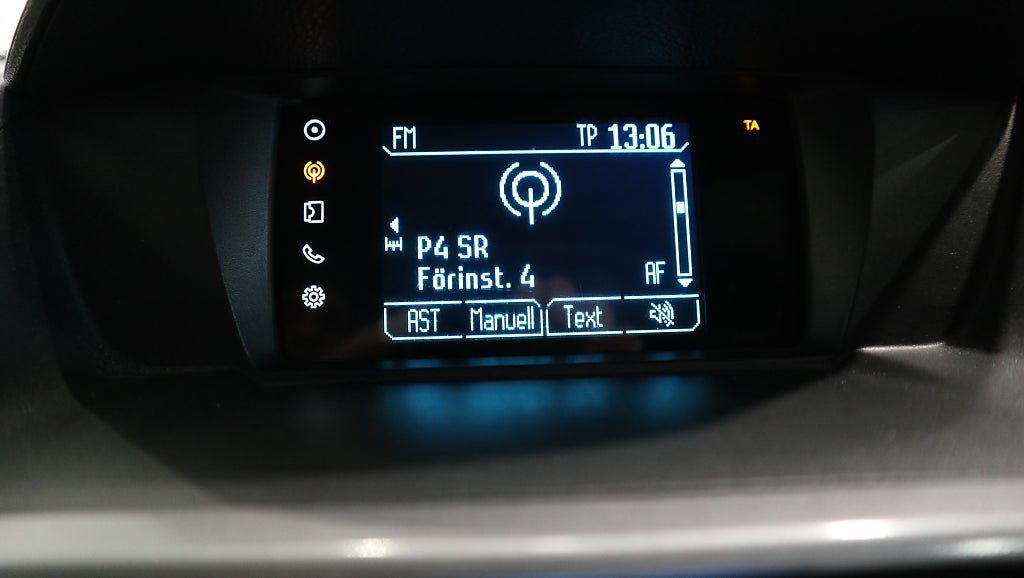 FM TP 13:06
TA
P4 SR
Förinst. 4
AF
AST Manuell Text